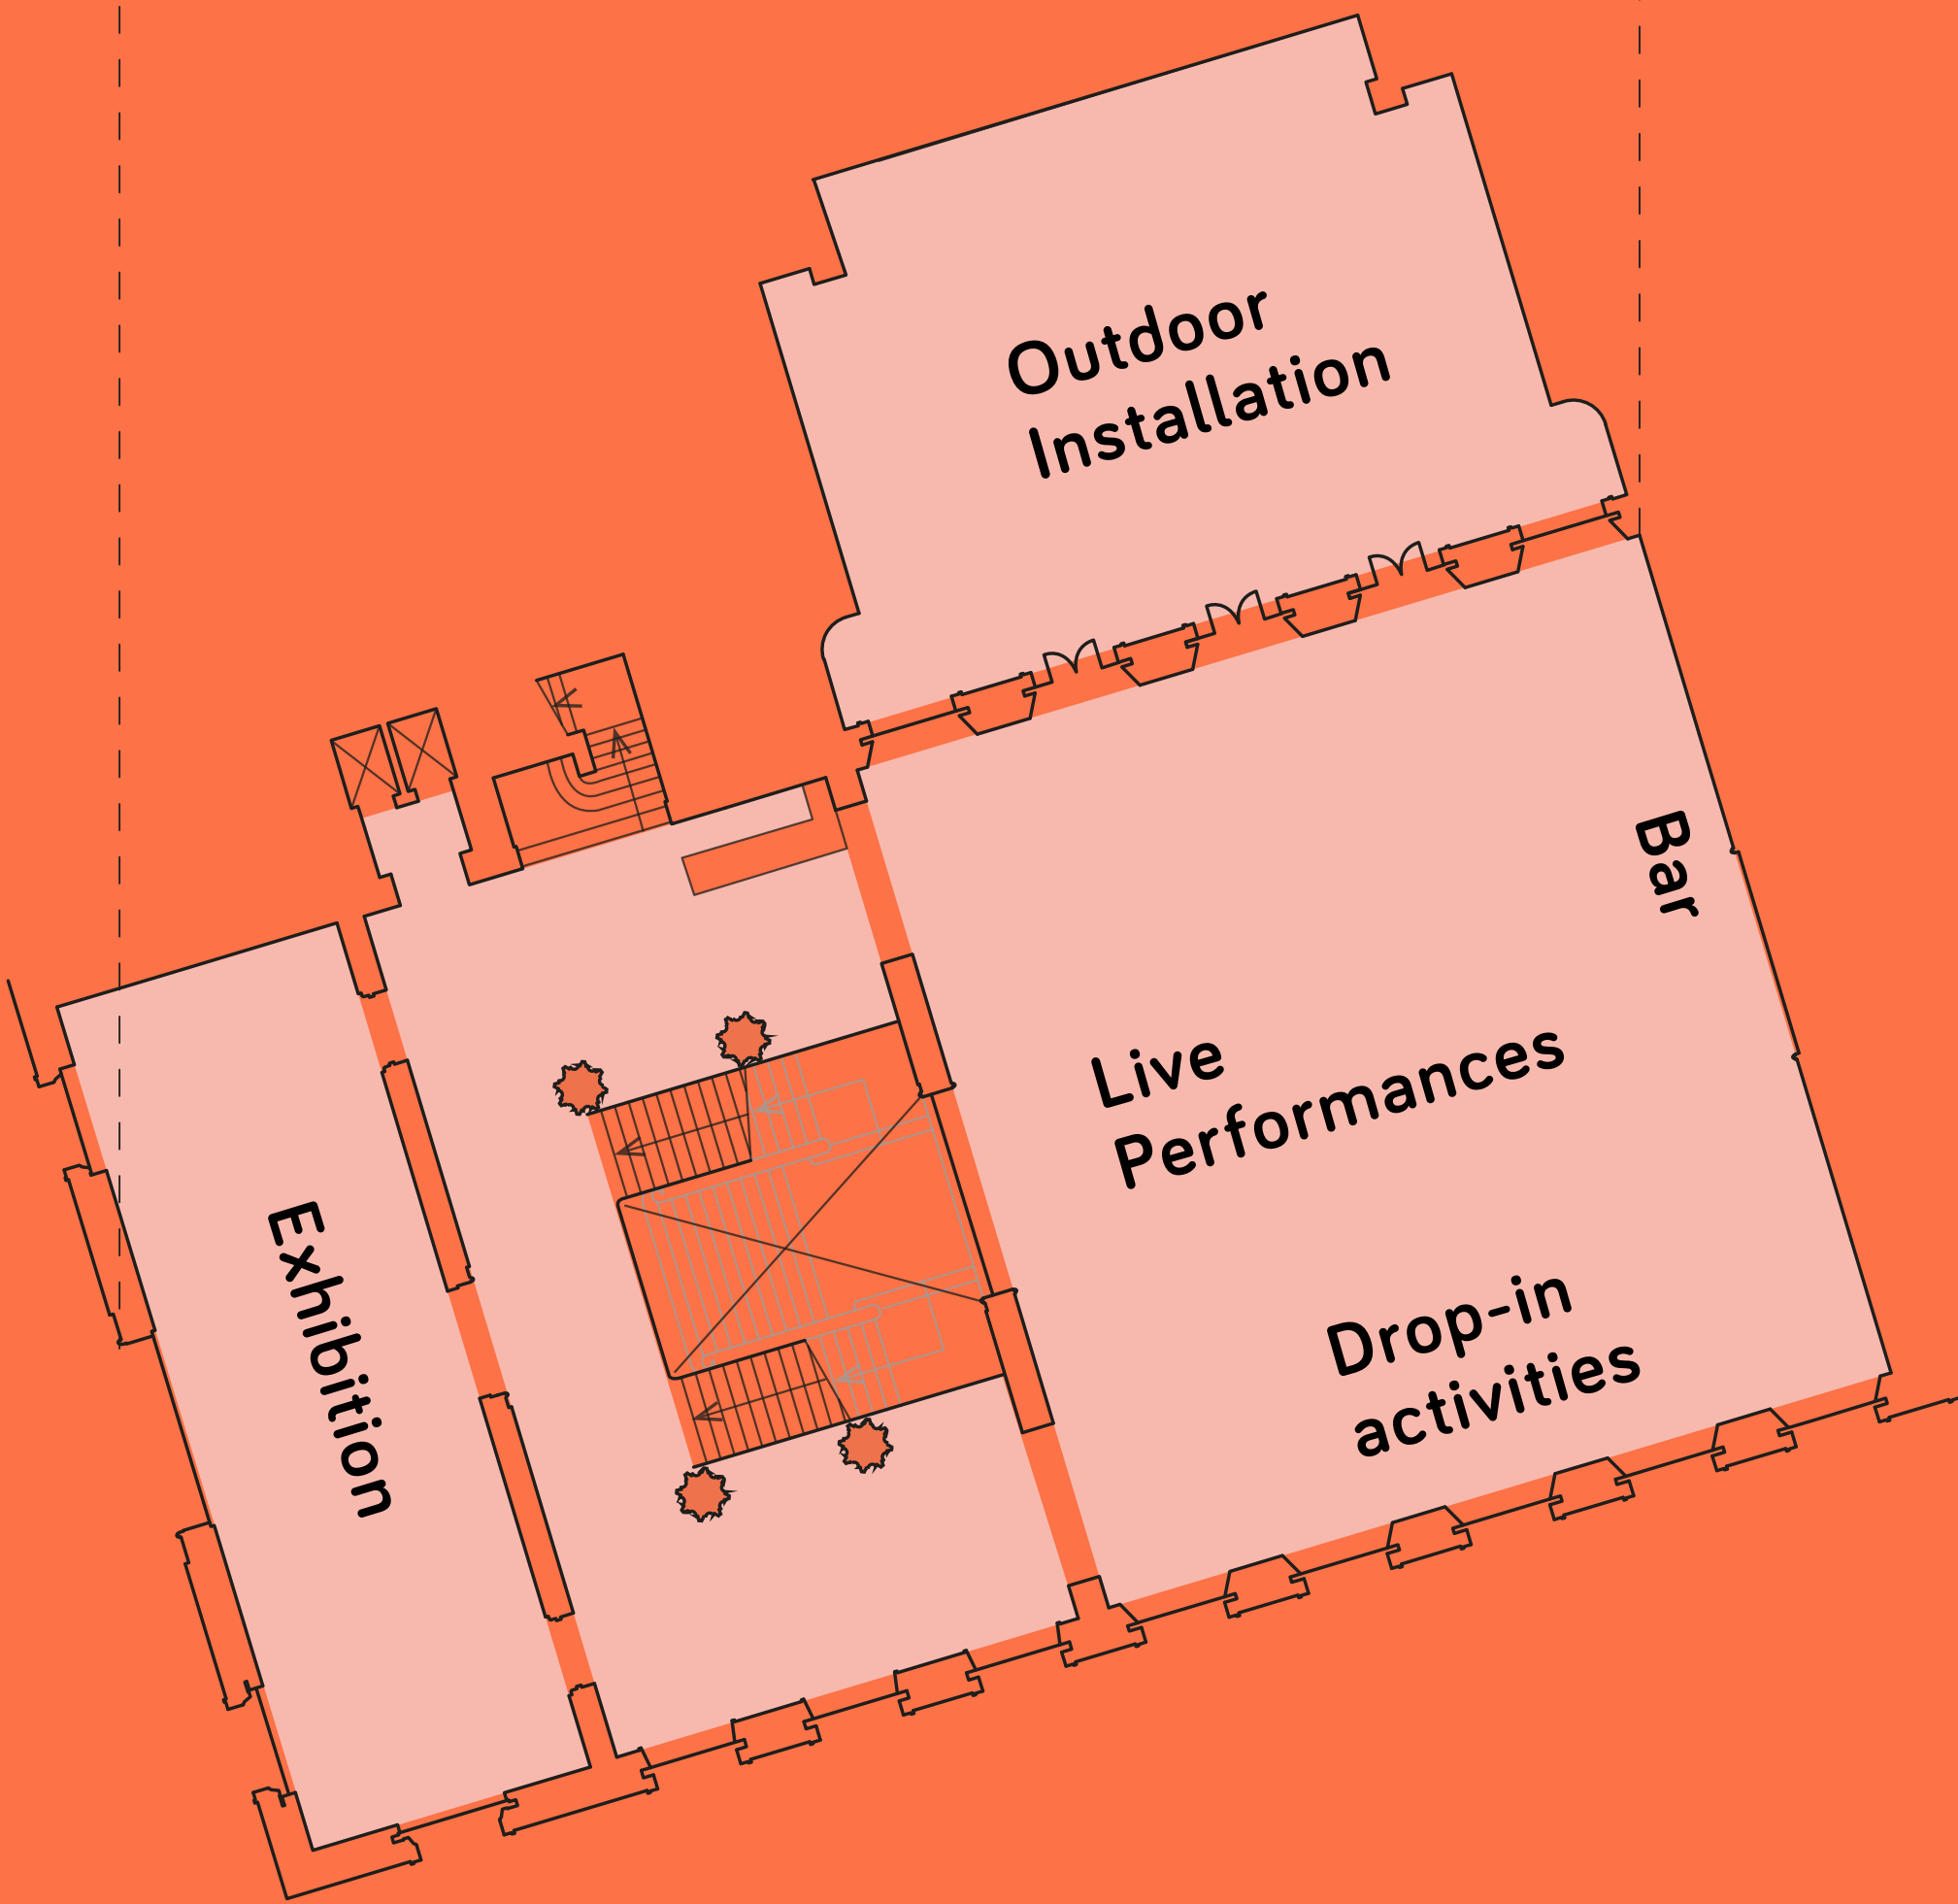 Outdoor
Installation
Bar
Live
Performances
Drop-in
activities
Exhibition